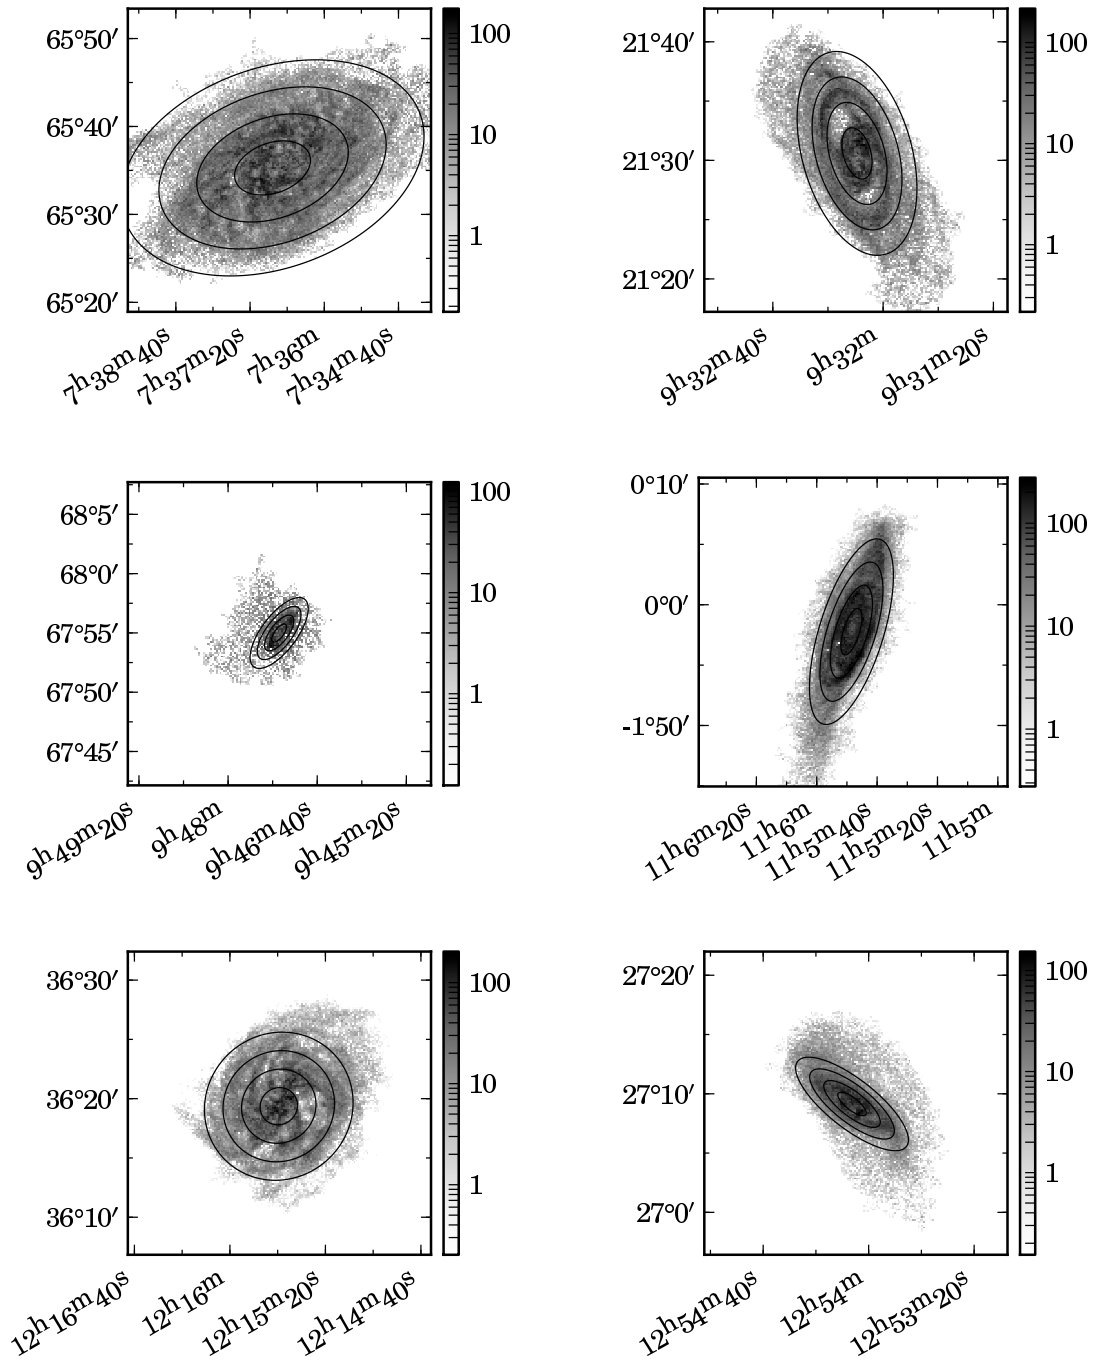 65°50′
65°40′
65°30′
65°20′
7h38m40s
7h37m20s
7h36m
7h34m40s
100
10
1
21°40′
21°30′
21°20′
9h32m40s
9h32m
9h31m20s
100
10
1
68°5′
68°0′
67°55′
67°50′
67°45′
9h49m20s
9h48m
9h46m40s
9h45m20s
100
10
1
0°10′
0°0′
-1°50′
11h6m20s
11h6m
11h5m40s
11h5m20s
11h5m
100
10
1
36°30′
36°20′
36°10′
12h16m40s
12h16m
12h15m20s
12h14m40s
100
10
1
27°20′
27°10′
27°0′
12h54m40s
12h54m
12h53m20s
100
10
1